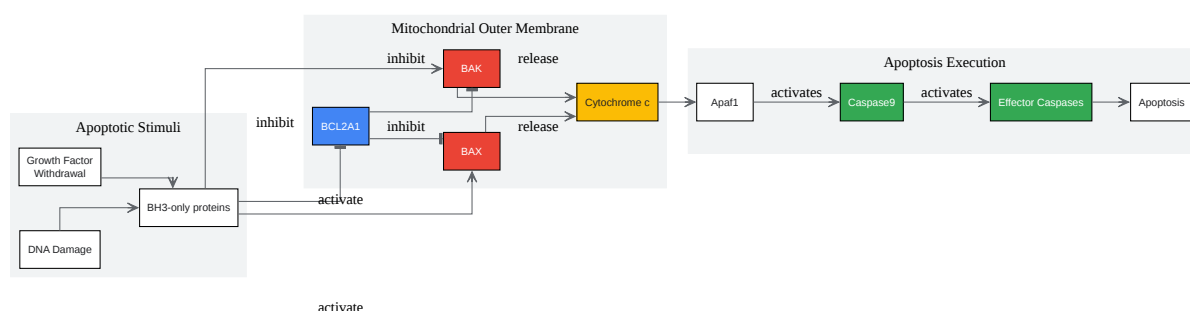 Mitochondrial Outer Membrane
inhibit
BAK
release
Apoptosis Execution
Cytochrome c
Apaf1
activates
Caspase9
activates
Effector Caspases
Apoptosis
Apoptotic Stimuli
inhibit
BCL2A1
inhibit
BAX
release
Growth Factor
Withdrawal
BH3-only proteins
activate
DNA Damage
activate